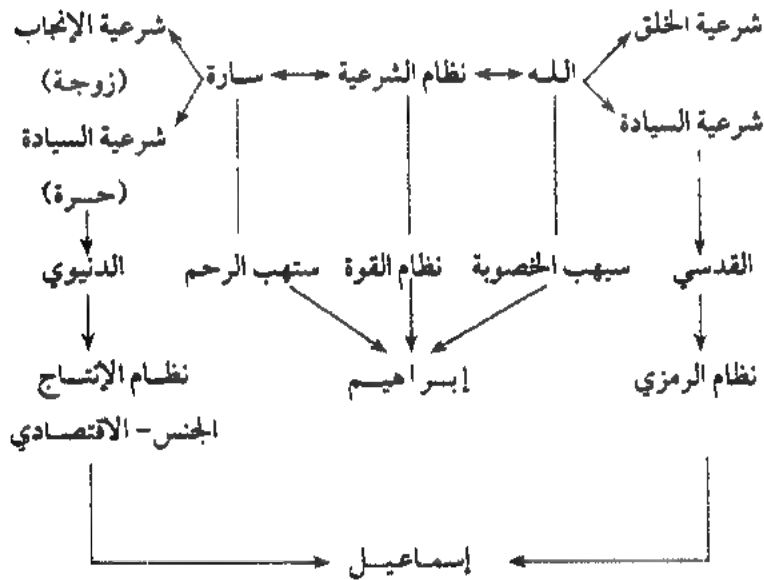 شرعية الخلق شرعية الإنجاب
الله نظام الشرعية سارة (زوجة)
شرعية السيادة شرعية السيادة
(حرة)
القدسي سيهب الخصوبة نظام القوة ستهب الرحم الدنيوي
نظام الرمزي إبراهيم نظام الإنتاج
الجنس - الاقتصادي
إسماعيل